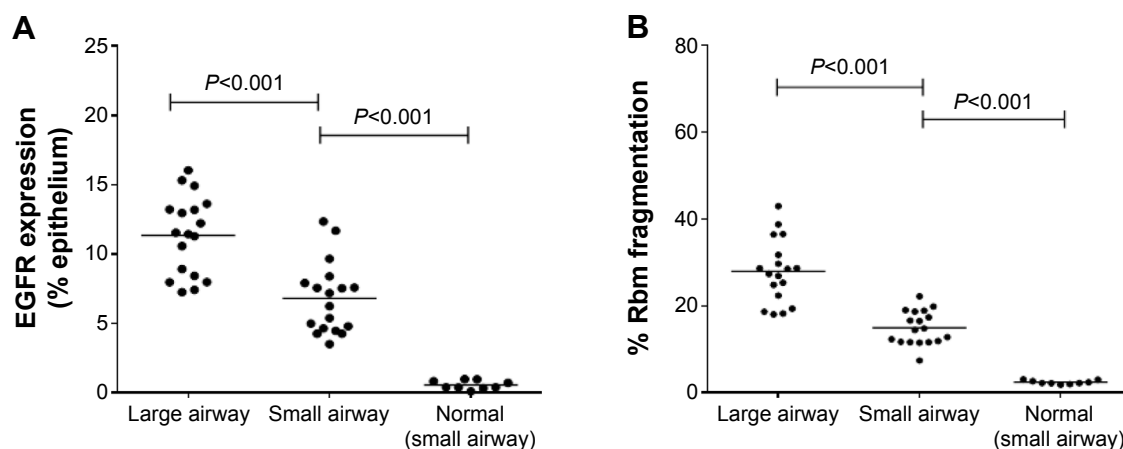 A
EGFR expression
(% epithelium)
25
20
15
10
5
0
P<0.001
P<0.001
Large airway
Small airway
Normal
(small airway)
B
% Rbm fragmentation
80
60
40
20
0
P<0.001
P<0.001
Large airway
Small airway
Normal
(small airway)